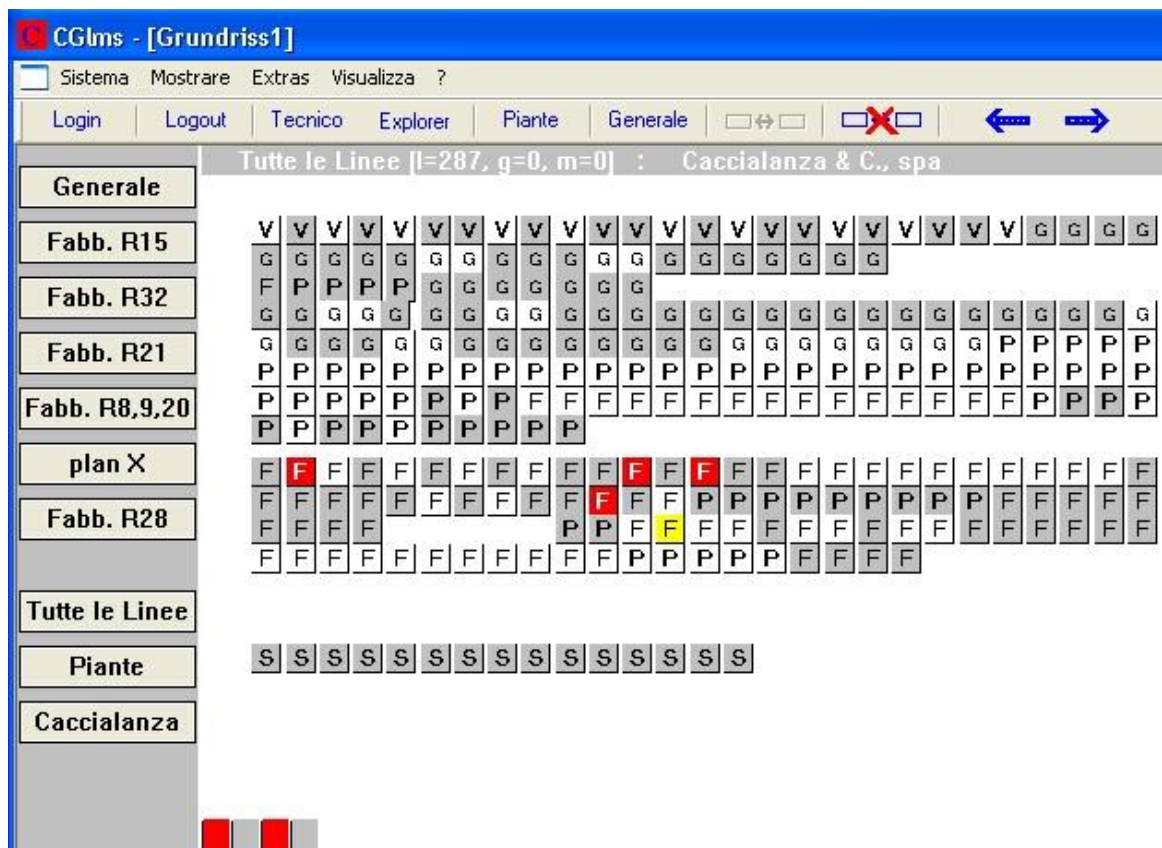 CGlms - [Grundriss1]
Sistema Mostrare Extras Visualizza ?
Login Logout Tecnico Explorer Piante Generale
Tutte le Linee [l=287, g=0, m=0] : Caccialanza & C., spa
Generale
Fabb. R15
Fabb. R32
Fabb. R21
Fabb. R8,9,20
plan X
Fabb. R28
Tutte le Linee
Piante
Caccialanza
V V V V V V V V V V V V V V V V V V V V V V V G G G G
G G G G G G G G G G G G G G G G G G G
F P P P P G G G G G G G
G G G G G G G G G G G G G G G G G G G G G G G G G G G
G G G G G G G G G G G G G G G G G G G G G G P P P P P
P P P P P P P P P P P P P P P P P P P P P P P P P P P
P P P P P P P P F F F F F F F F F F F F F F F P P P P
P P P P P P P P P P
F F F F F F F F F F F F F F F F F F F F F F F F F F F
F F F F F F F F F F F F F P P P P P P P P P F F F F F
F F F F P P F F F F F F F F F F F F F F F F
F F F F F F F F F F F P P P P P F F F F
S S S S S S S S S S S S S S S